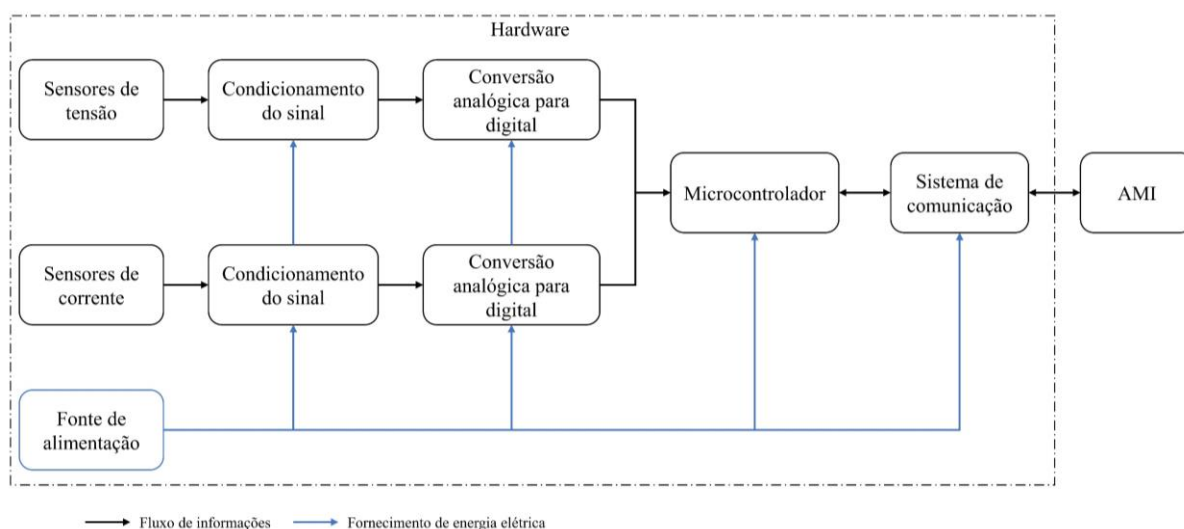 Hardware
Sensores de
tensão
Condicionamento
do sinal
Conversão
analógica para
digital
Microcontrolador
Sistema de
comunicação
AMI
Sensores de
corrente
Condicionamento
do sinal
Conversão
analógica para
digital
Fonte de
alimentação
Fluxo de informações
Fornecimento de energia elétrica